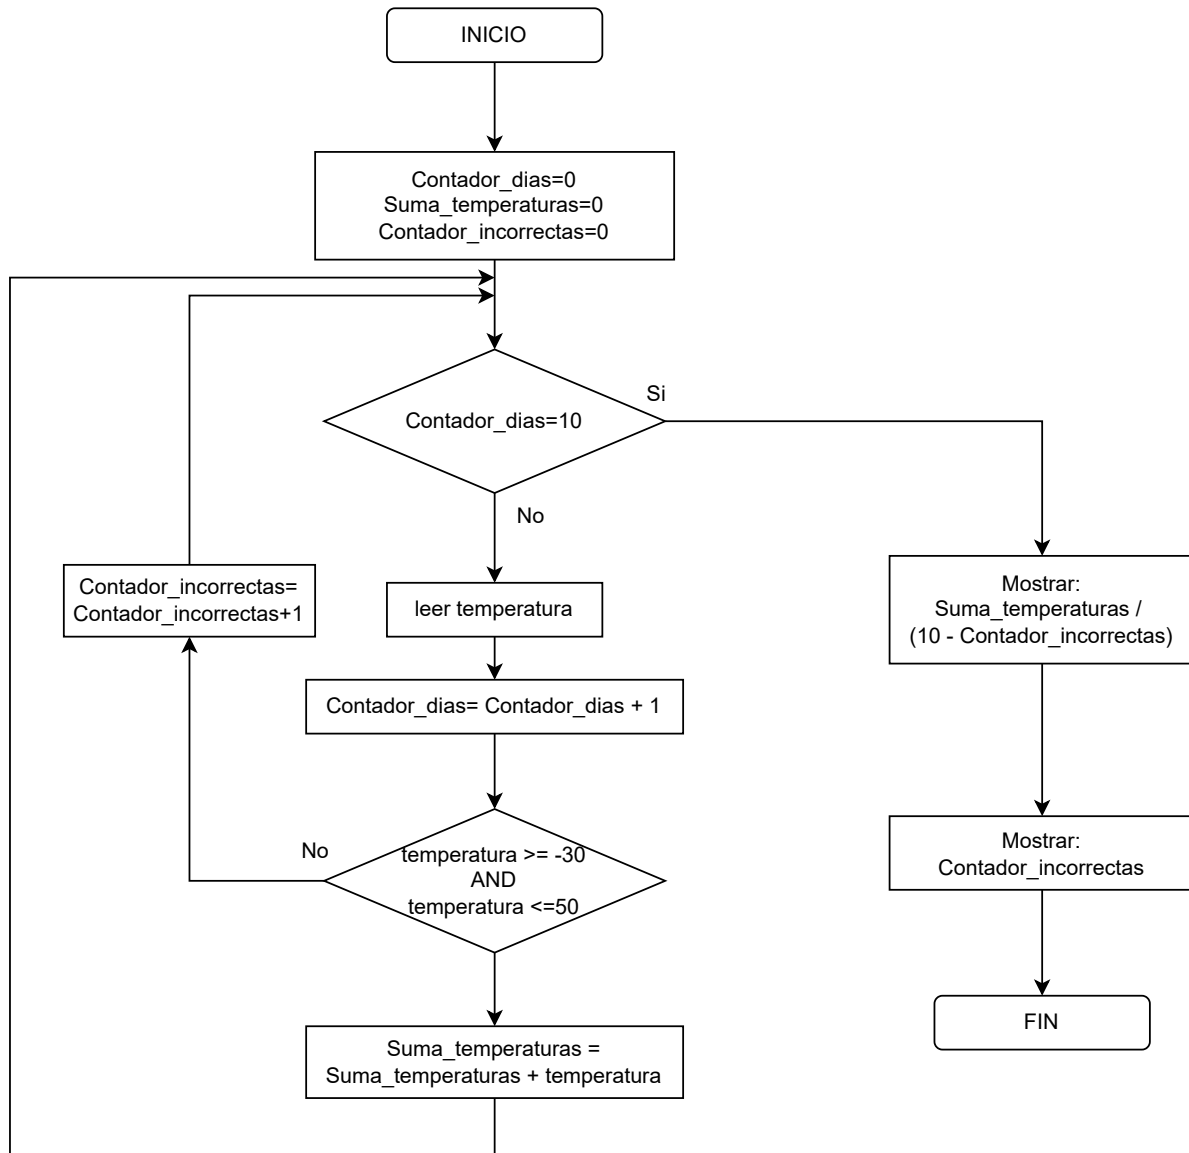 INICIO
Contador_dias=0
Suma_temperaturas=0
Contador_incorrectas=0
Contador_dias=10
Si
No
leer temperatura
Contador_dias= Contador_dias + 1
temperatura >= -30
AND
temperatura <=50
No
Contador_incorrectas=
Contador_incorrectas+1
Suma_temperaturas =
Suma_temperaturas + temperatura
Mostrar:
Suma_temperaturas /
(10 - Contador_incorrectas)
Mostrar:
Contador_incorrectas
FIN